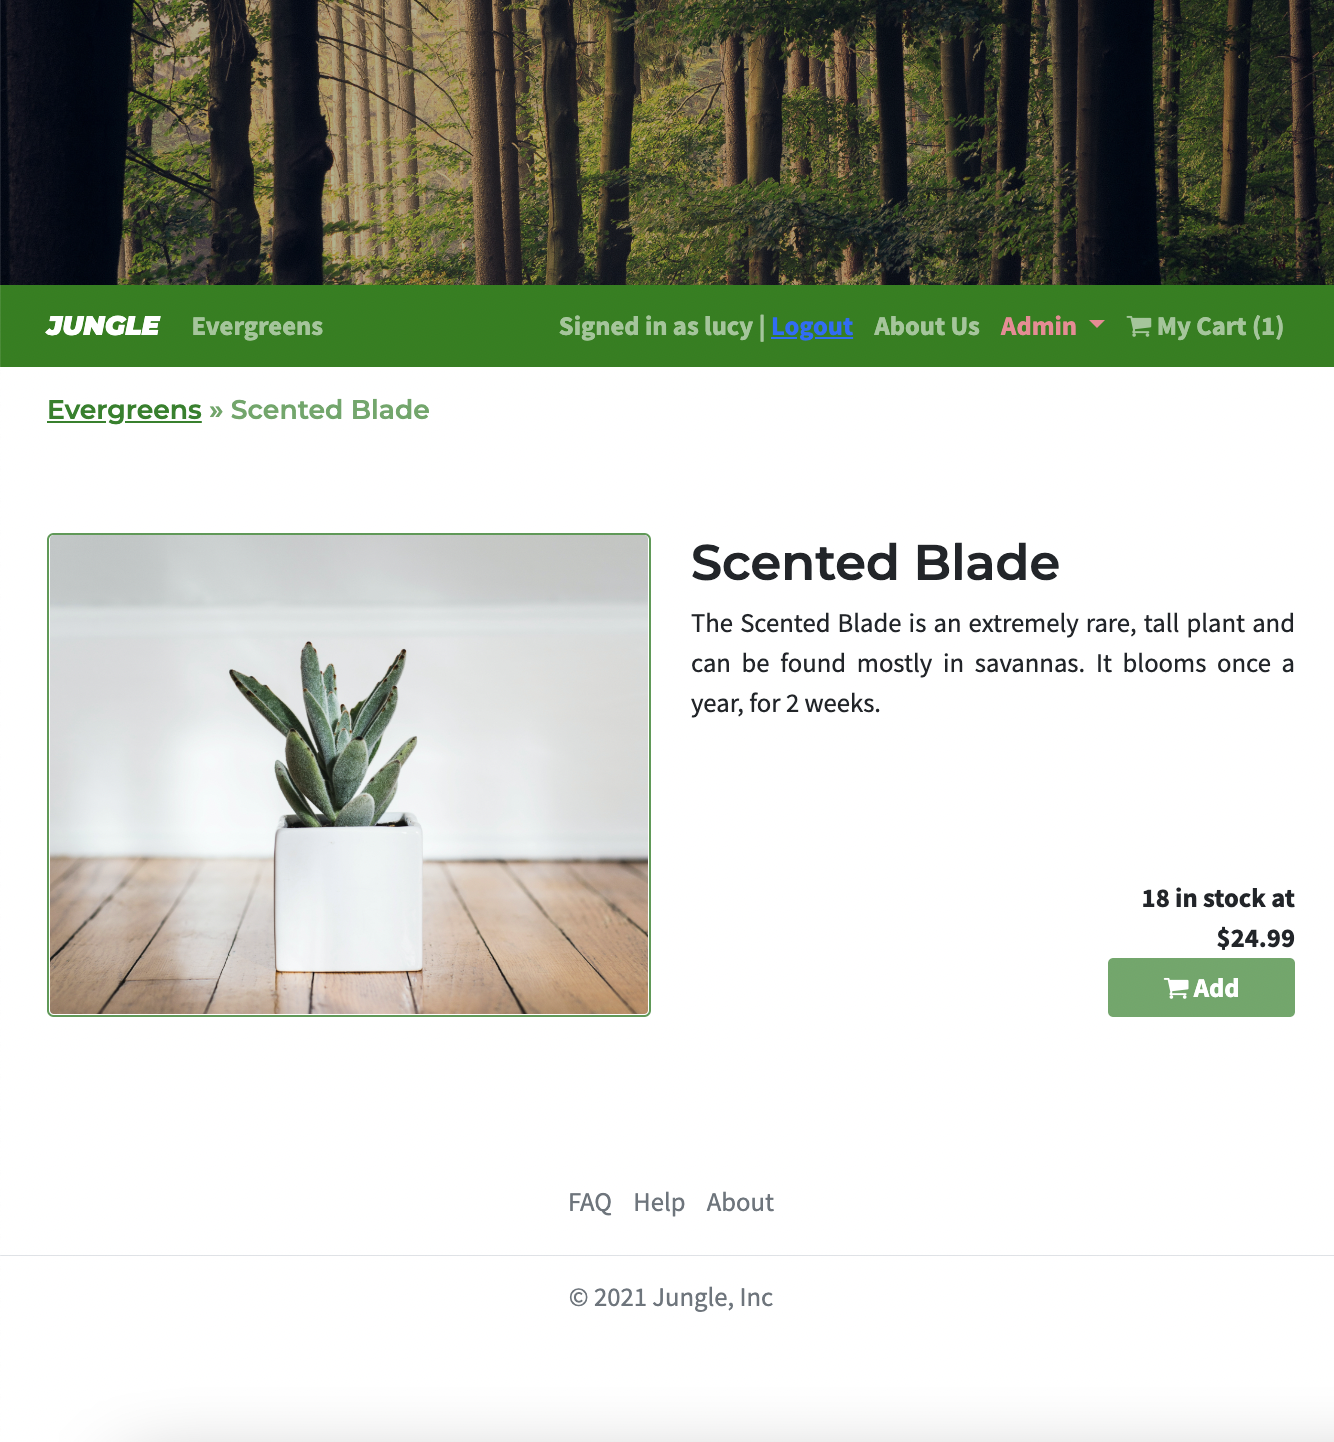 JUNGLE Evergreens Signed in as lucy | Logout About Us Admin My Cart (1)
Evergreens » Scented Blade
Scented Blade
The Scented Blade is an extremely rare, tall plant and
can be found mostly in savannas. It blooms once a
year, for 2 weeks.
18 in stock at
$24.99
Add
FAQ Help About
© 2021 Jungle, Inc